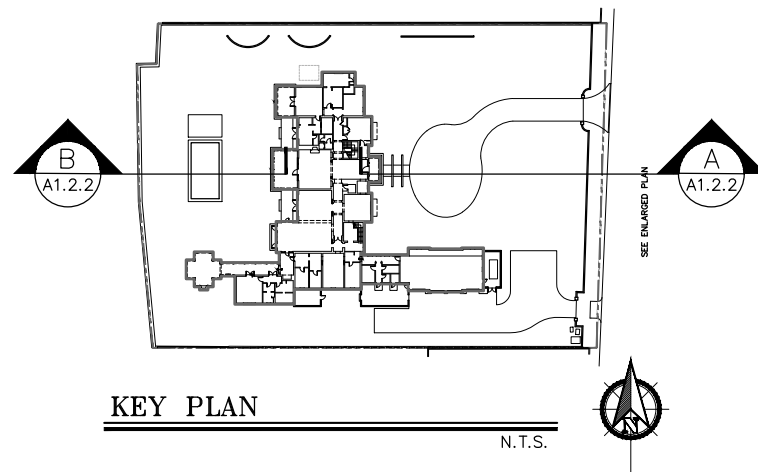 B
A1.2.2
A
A1.2.2
SEE ENLARGED PLAN
KEY PLAN
N.T.S.
N